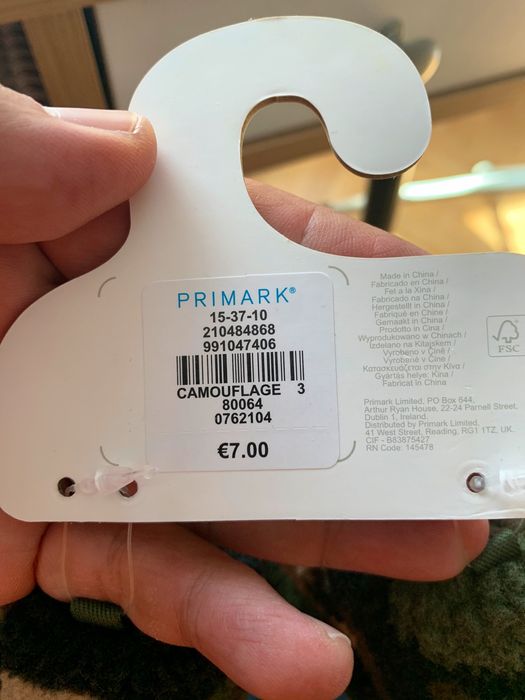 PRIMARK®
15-37-10
210484868
991047406
CAMOUFLAGE 3
80064
0762104
€7.00
Made in China /
Fabricado en China /
Fet a la Xina /
Fabricado na China /
Hergestellt in China /
Fabriqué en Chine /
Gemaakt in China /
Prodotto in Cina /
Wyprodukowano w Chinach /
Izdelano na Kitajskem /
Vyrobeno v Číně /
Vyrobené v Číne /
Κατασκευάζεται στην Κίνα /
Gyártás helye: Kína /
Fabricat în China
FSC
Primark Limited, PO Box 644,
Arthur Ryan House, 22-24 Parnell Street,
Dublin 1, Ireland.
Distributed by Primark Limited,
41 West Street, Reading, RG1 1TZ, UK.
CIF - B83875427
RN Code. 145478